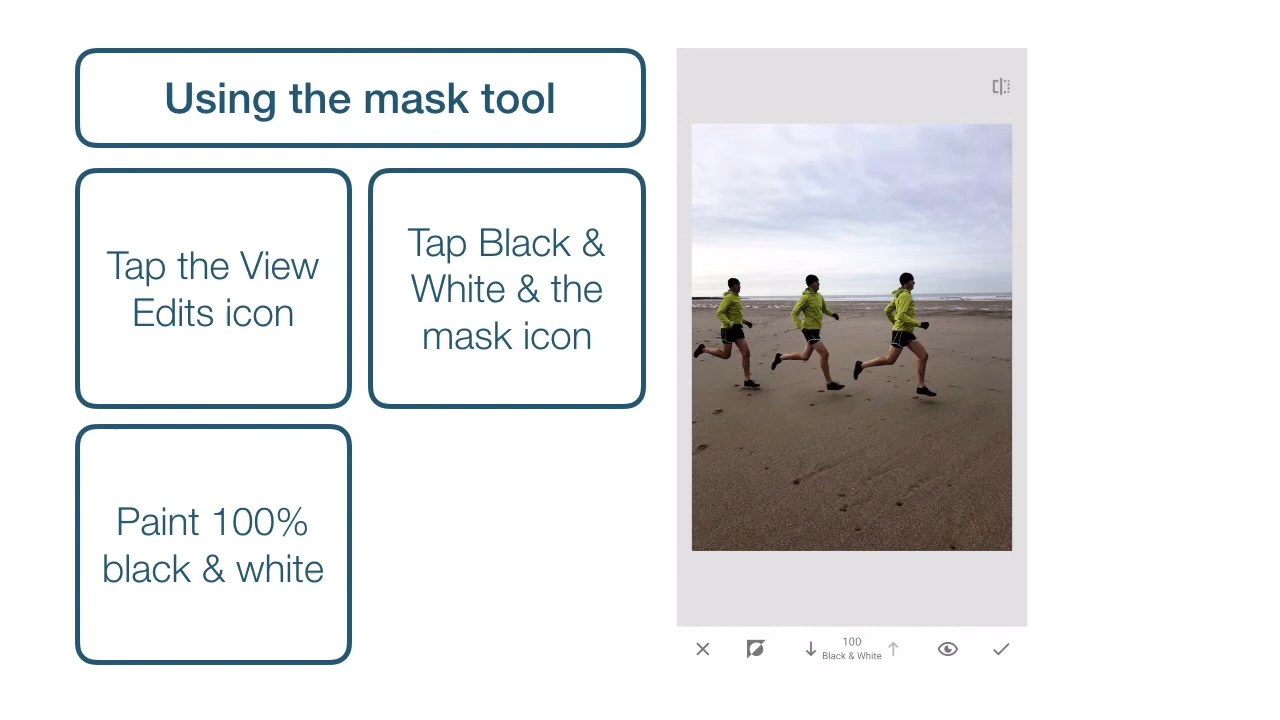 Using the mask tool
Tap the View
Edits icon
Tap Black &
White & the
mask icon
Paint 100%
black & white
100
Black & White